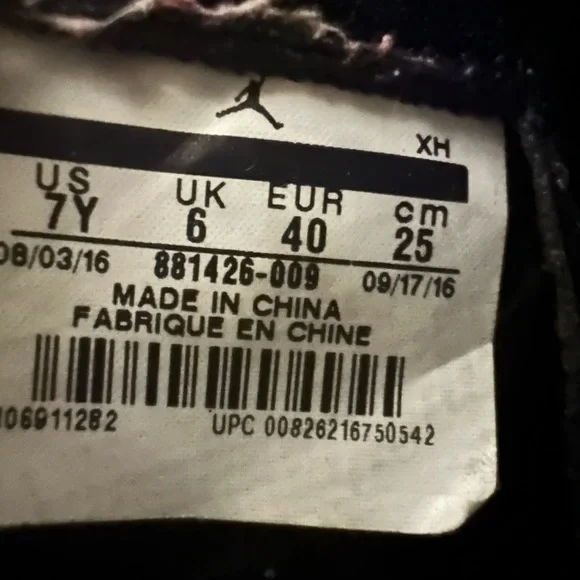 XH
US UK EUR cm
7Y 6 40 25
08/03/16 881426-009 09/17/16
MADE IN CHINA
FABRIQUE EN CHINE
106911282 UPC 00826216750542